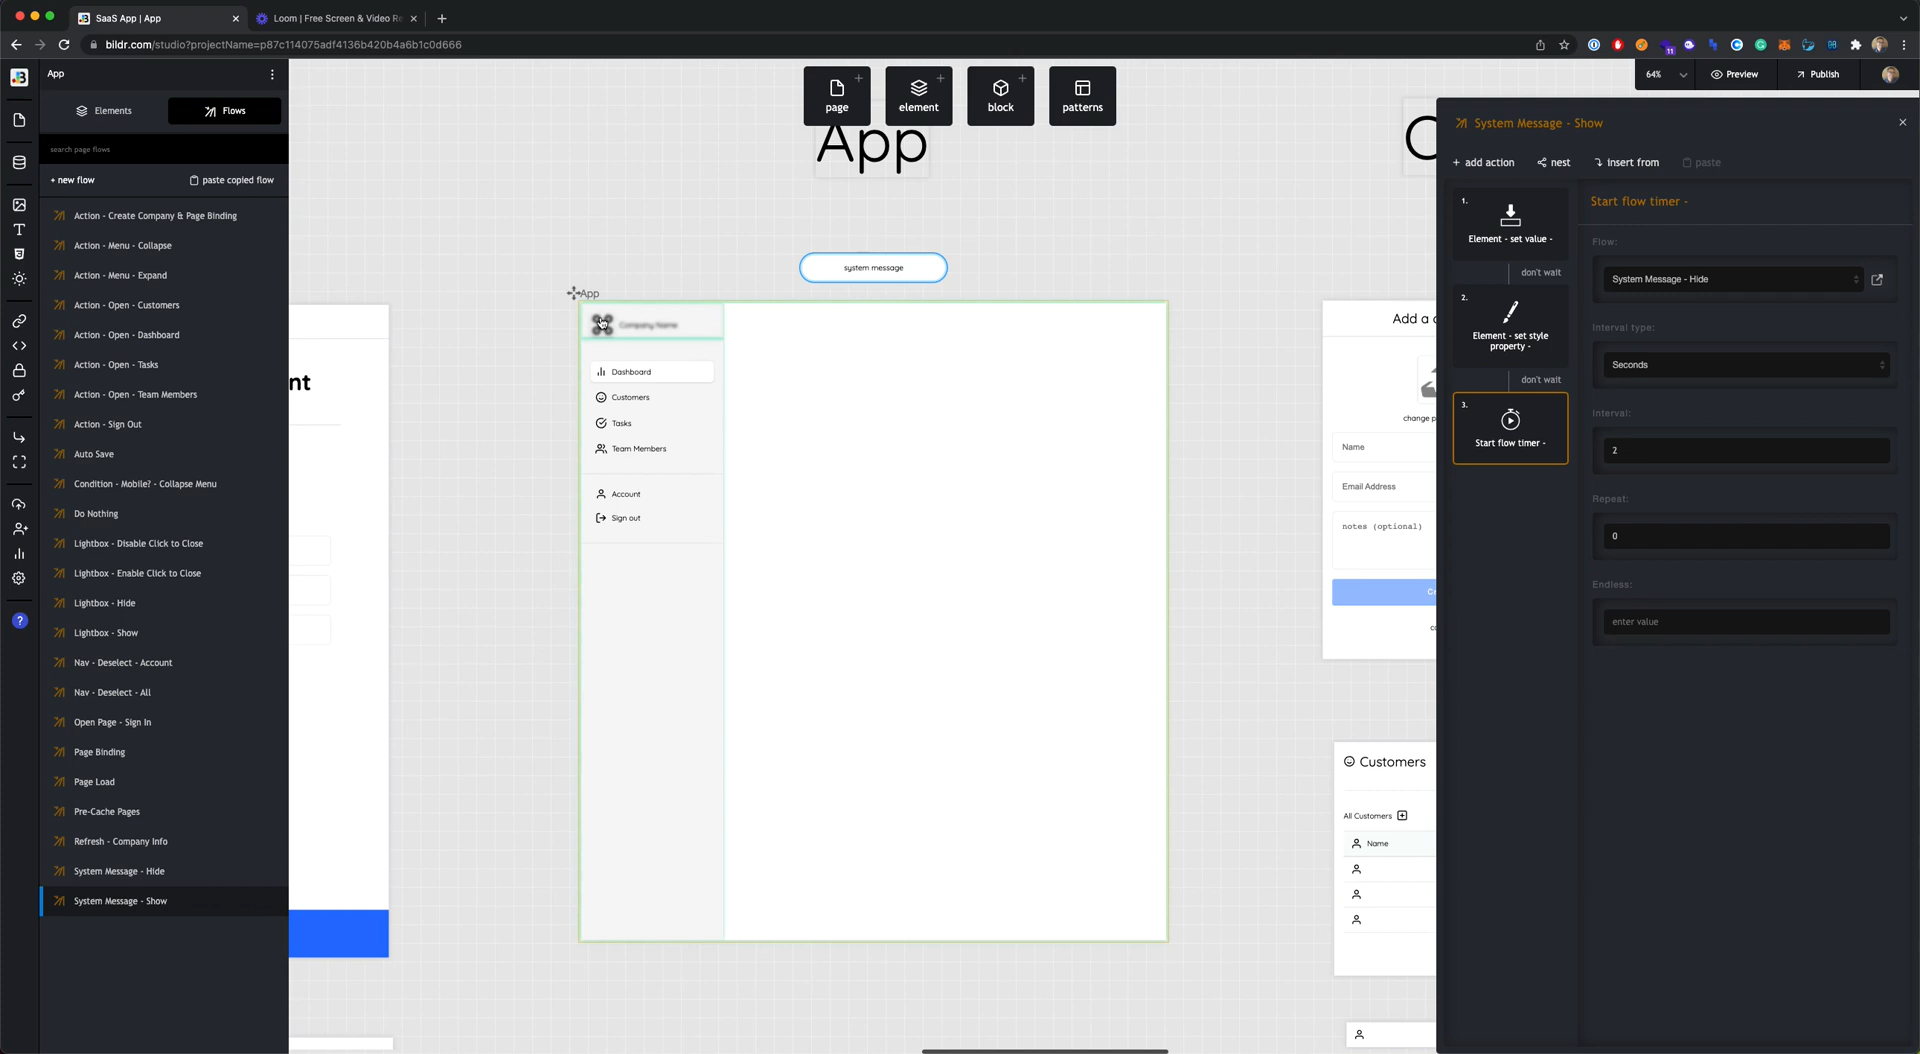 SaaS App | App
Loom | Free Screen & Video Re
bildr.com/studio?projectName=p87c114075adf4136b420b4a6b1c0d666
11
App
Elements
Flows
search page flows
+ new flow
paste copied flow
Action - Create Company & Page Binding
Action - Menu - Collapse
Action - Menu - Expand
Action - Open - Customers
Action - Open - Dashboard
Action - Open - Tasks
Action - Open - Team Members
Action - Sign Out
Auto Save
Condition - Mobile? - Collapse Menu
Do Nothing
Lightbox - Disable Click to Close
Lightbox - Enable Click to Close
Lightbox - Hide
Lightbox - Show
Nav - Deselect - Account
Nav - Deselect - All
Open Page - Sign In
Page Binding
Page Load
Pre-Cache Pages
Refresh - Company Info
System Message - Hide
System Message - Show
nt
page
element
block
patterns
App
system message
App
Company Name
Dashboard
Customers
Tasks
Team Members
Account
Sign out
C
Add a c
change p
Name
Email Address
notes (optional)
Cr
co
Customers
All Customers
Name
64%
Preview
Publish
System Message - Show
+ add action
nest
insert from
paste
1.
Element - set value -
don't wait
2.
Element - set style
property -
don't wait
3.
Start flow timer -
Start flow timer -
Flow:
System Message - Hide
Interval type:
Seconds
Interval:
2
Repeat:
0
Endless:
enter value